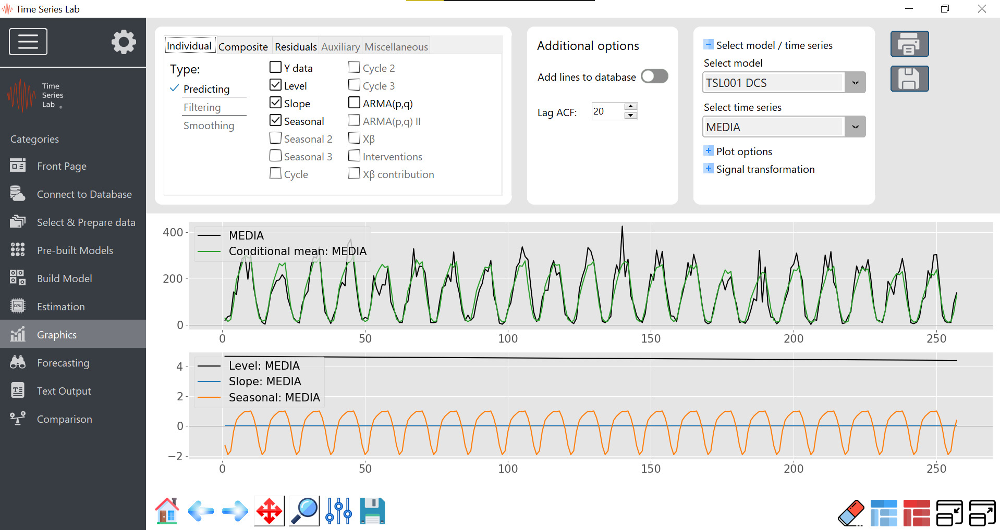 Time Series Lab
Time
Series
Lab
Categories
Front Page
Connect to Database
Select & Prepare data
Pre-built Models
Build Model
CPU
Estimation
Graphics
Forecasting
Text Output
Comparison
Individual Composite Residuals Auxiliary Miscellaneous
Type:
Predicting
Filtering
Smoothing
Y data
Level
Slope
Seasonal
Seasonal 2
Seasonal 3
Cycle
Cycle 2
Cycle 3
ARMA(p,q)
ARMA(p,q) II
Xβ
Interventions
Xβ contribution
Additional options
Add lines to database
Lag ACF: 20
Select model / time series
Select model
TSL001 DCS
Select time series
MEDIA
Plot options
Signal transformation
MEDIA
Conditional mean: MEDIA
400
200
0
0 50 100 150 200 250
Level: MEDIA
Slope: MEDIA
Seasonal: MEDIA
4
2
0
−2
0 50 100 150 200 250